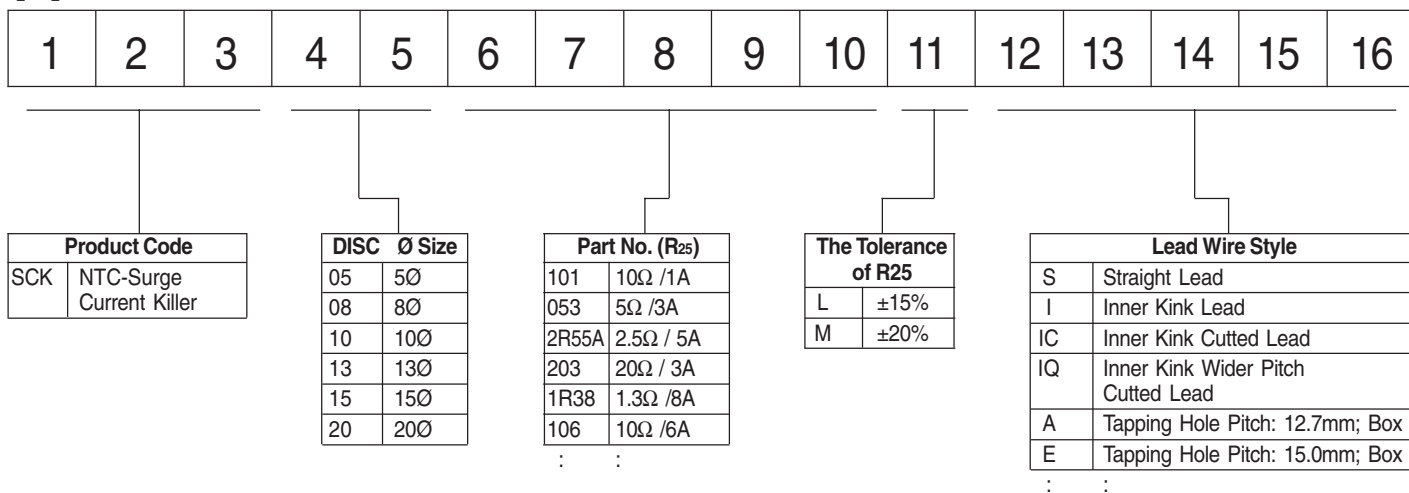 1 2 3 4 5 6 7 8 9 10 11 12 13 14 15 16
Product Code
SCK NTC-Surge
Current Killer
DISC Ø Size
05 5Ø
08 8Ø
10 10Ø
13 13Ø
15 15Ø
20 20Ø
Part No. (R25)
101 10Ω /1A
053 5Ω /3A
2R55A 2.5Ω / 5A
203 20Ω / 3A
1R38 1.3Ω /8A
106 10Ω /6A
: :
The Tolerance
of R25
L ±15%
M ±20%
Lead Wire Style
S Straight Lead
I Inner Kink Lead
IC Inner Kink Cutted Lead
IQ Inner Kink Wider Pitch
Cutted Lead
A Tapping Hole Pitch: 12.7mm; Box
E Tapping Hole Pitch: 15.0mm; Box
: :